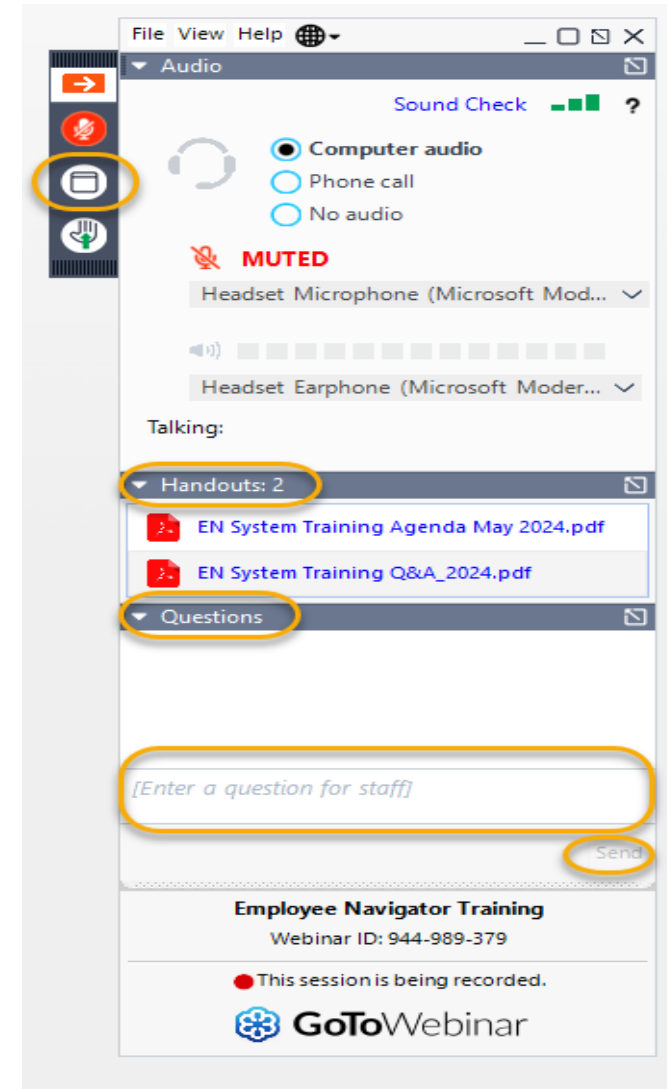 File View Help
Audio
Sound Check ?
Computer audio
Phone call
No audio
MUTED
Headset Microphone (Microsoft Mod...
Headset Earphone (Microsoft Moder...
Talking:
Handouts: 2
EN System Training Agenda May 2024.pdf
EN System Training Q&A_2024.pdf
Questions
[Enter a question for staff]
Send
Employee Navigator Training
Webinar ID: 944-989-379
This session is being recorded.
GoToWebinar